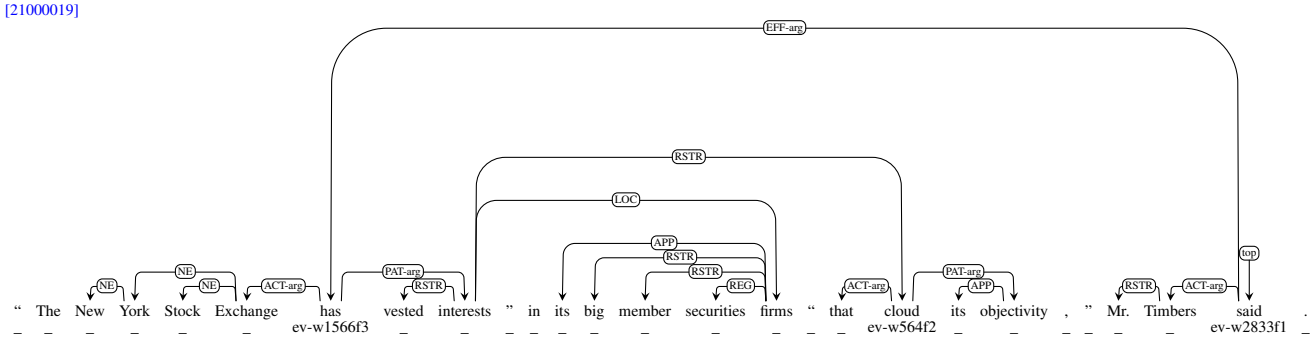 [21000019]
EFF-arg
RSTR
LOC
APP
RSTR
top
NE PAT-arg RSTR PAT-arg
NE NE ACT-arg RSTR REG ACT-arg APP RSTR ACT-arg
“ The New York Stock Exchange has vested interests ” in its big member securities firms “ that cloud its objectivity , ” Mr. Timbers said .
_ _ _ _ _ _ ev-w1566f3 _ _ _ _ _ _ _ _ _ _ _ ev-w564f2 _ _ _ _ _ _ ev-w2833f1 _